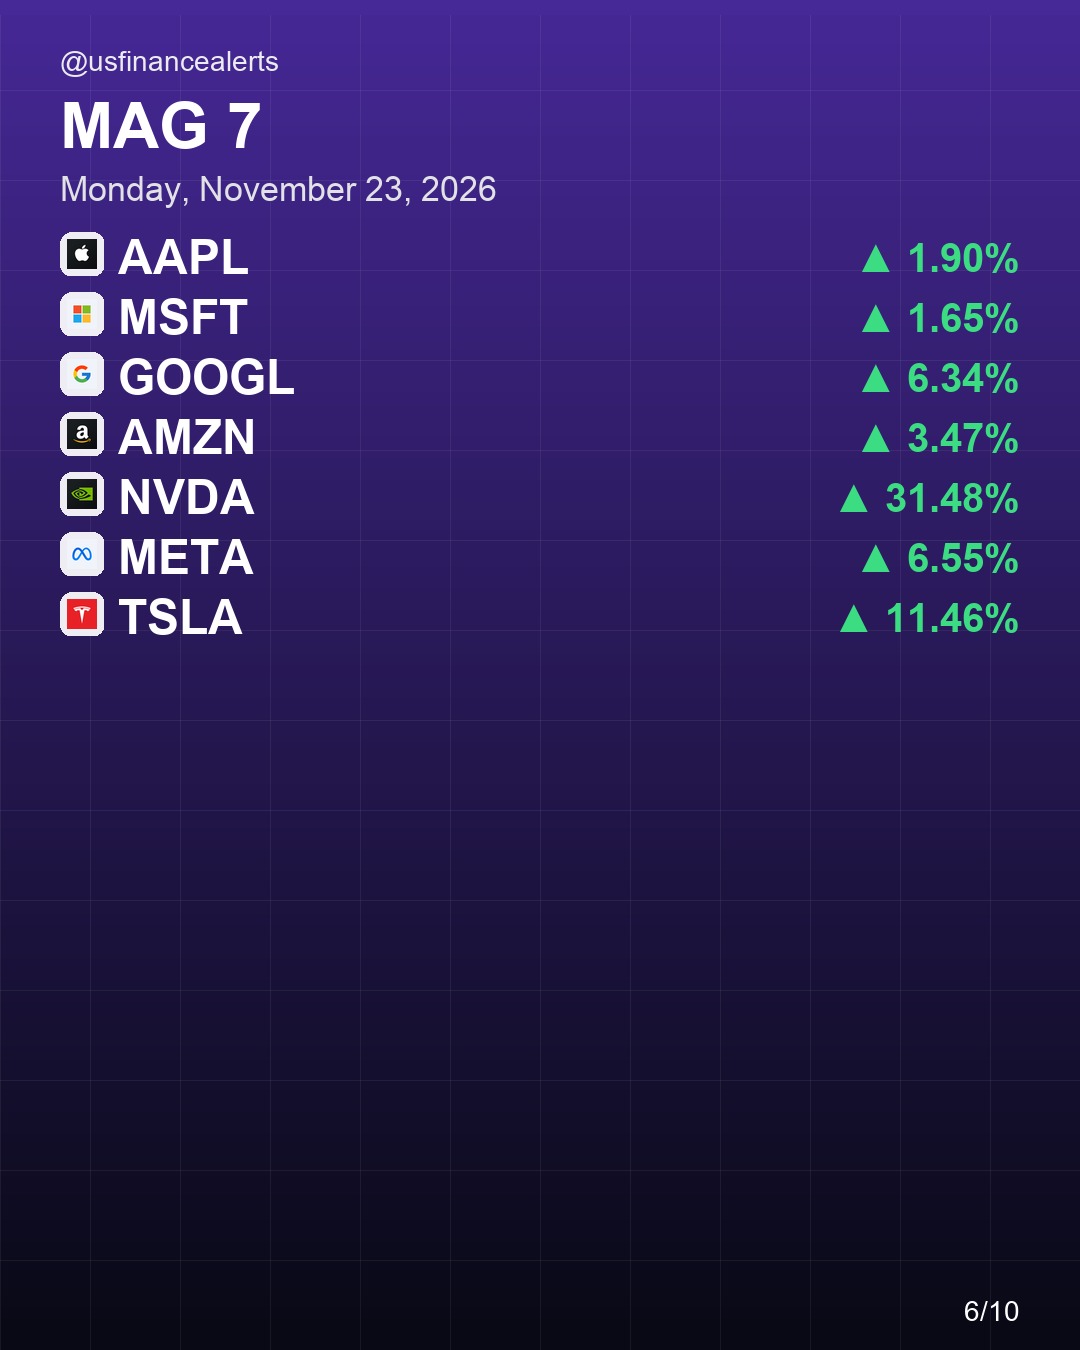 @usfinancealerts
MAG 7
Monday, November 23, 2026
AAPL ▲ 1.90%
MSFT ▲ 1.65%
GOOGL ▲ 6.34%
AMZN ▲ 3.47%
NVDA ▲ 31.48%
META ▲ 6.55%
TSLA ▲ 11.46%
6/10